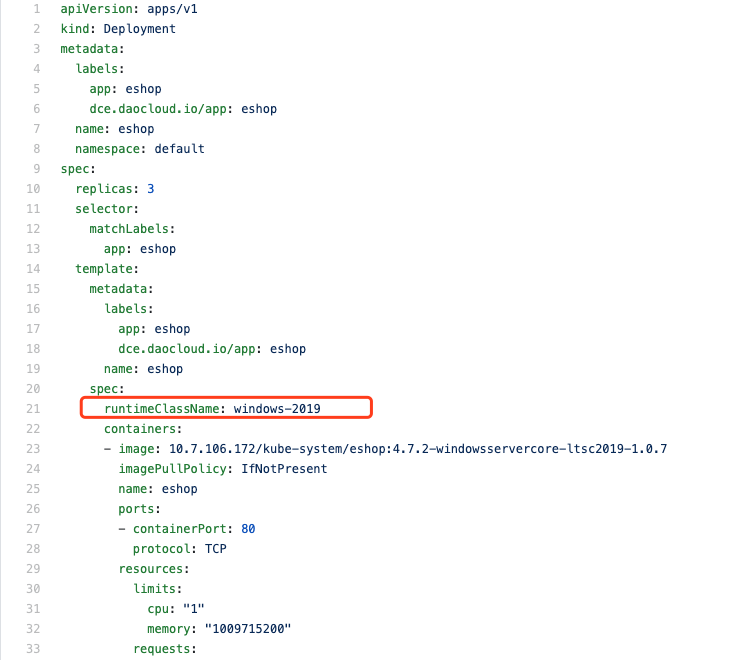 1 apiVersion: apps/v1
2 kind: Deployment
3 metadata:
4   labels:
5     app: eshop
6     dce.daocloud.io/app: eshop
7   name: eshop
8   namespace: default
9 spec:
10   replicas: 3
11   selector:
12     matchLabels:
13       app: eshop
14   template:
15     metadata:
16       labels:
17         app: eshop
18         dce.daocloud.io/app: eshop
19       name: eshop
20     spec:
21       runtimeClassName: windows-2019
22       containers:
23       - image: 10.7.106.172/kube-system/eshop:4.7.2-windowsservercore-ltsc2019-1.0.7
24         imagePullPolicy: IfNotPresent
25         name: eshop
26         ports:
27         - containerPort: 80
28           protocol: TCP
29         resources:
30           limits:
31             cpu: "1"
32             memory: "1009715200"
33           requests: